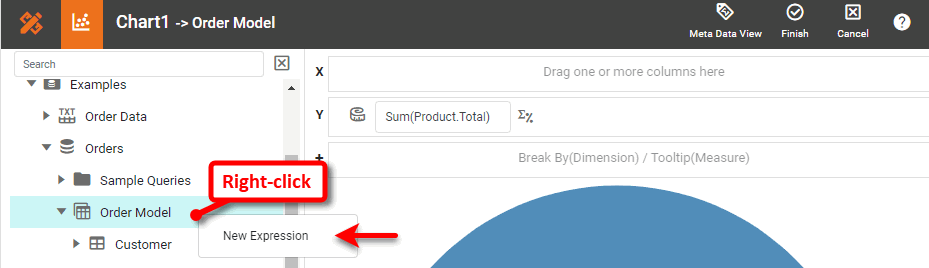 Chart1 -> Order Model
Meta Data View
Finish
Cancel
?
Search
Examples
TXT Order Data
Orders
Sample Queries
Order Model
Customer
Right-click
New Expression
X Drag one or more columns here
Y Sum(Product.Total) Σ%
+ Break By(Dimension) / Tooltip(Measure)